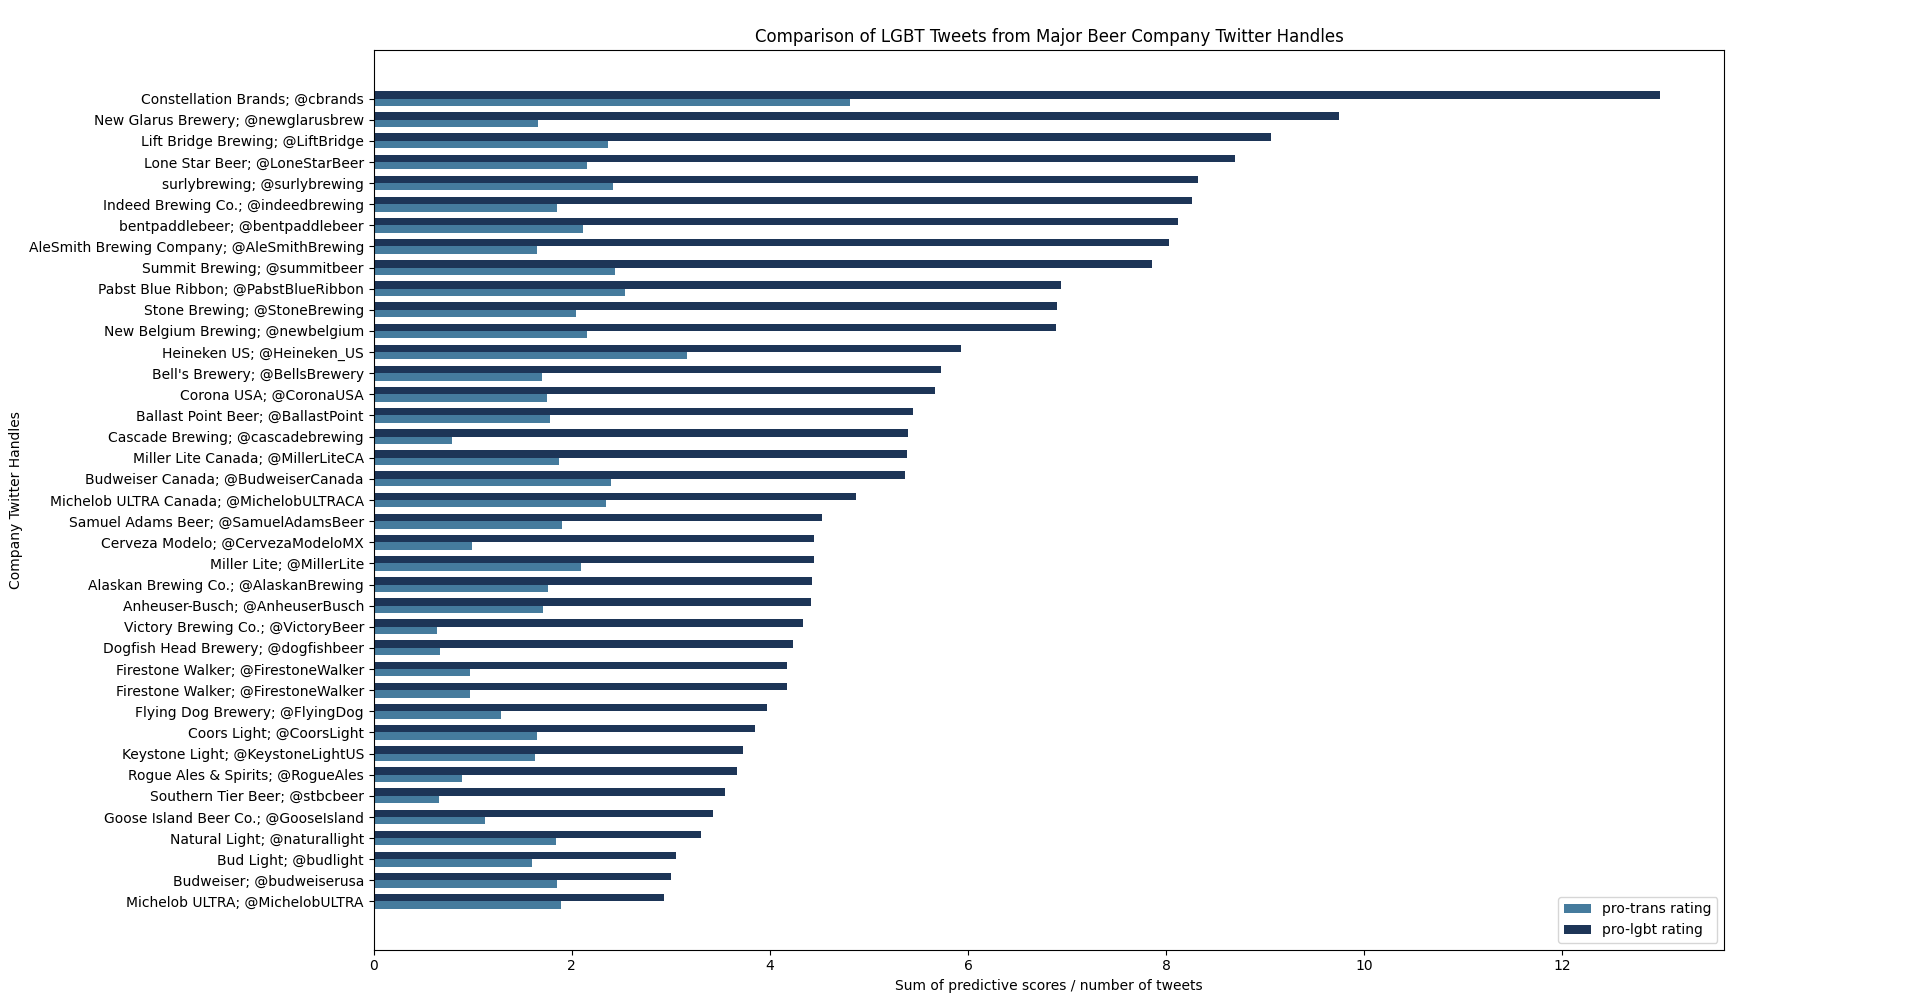 Comparison of LGBT Tweets from Major Beer Company Twitter Handles
Company Twitter Handles
Constellation Brands; @cbrands
New Glarus Brewery; @newglarusbrew
Lift Bridge Brewing; @LiftBridge
Lone Star Beer; @LoneStarBeer
surlybrewing; @surlybrewing
Indeed Brewing Co.; @indeedbrewing
bentpaddlebeer; @bentpaddlebeer
AleSmith Brewing Company; @AleSmithBrewing
Summit Brewing; @summitbeer
Pabst Blue Ribbon; @PabstBlueRibbon
Stone Brewing; @StoneBrewing
New Belgium Brewing; @newbelgium
Heineken US; @Heineken_US
Bell's Brewery; @BellsBrewery
Corona USA; @CoronaUSA
Ballast Point Beer; @BallastPoint
Cascade Brewing; @cascadebrewing
Miller Lite Canada; @MillerLiteCA
Budweiser Canada; @BudweiserCanada
Michelob ULTRA Canada; @MichelobULTRACA
Samuel Adams Beer; @SamuelAdamsBeer
Cerveza Modelo; @CervezaModeloMX
Miller Lite; @MillerLite
Alaskan Brewing Co.; @AlaskanBrewing
Anheuser-Busch; @AnheuserBusch
Victory Brewing Co.; @VictoryBeer
Dogfish Head Brewery; @dogfishbeer
Firestone Walker; @FirestoneWalker
Firestone Walker; @FirestoneWalker
Flying Dog Brewery; @FlyingDog
Coors Light; @CoorsLight
Keystone Light; @KeystoneLightUS
Rogue Ales & Spirits; @RogueAles
Southern Tier Beer; @stbcbeer
Goose Island Beer Co.; @GooseIsland
Natural Light; @naturallight
Bud Light; @budlight
Budweiser; @budweiserusa
Michelob ULTRA; @MichelobULTRA
pro-trans rating
pro-lgbt rating
0 2 4 6 8 10 12
Sum of predictive scores / number of tweets